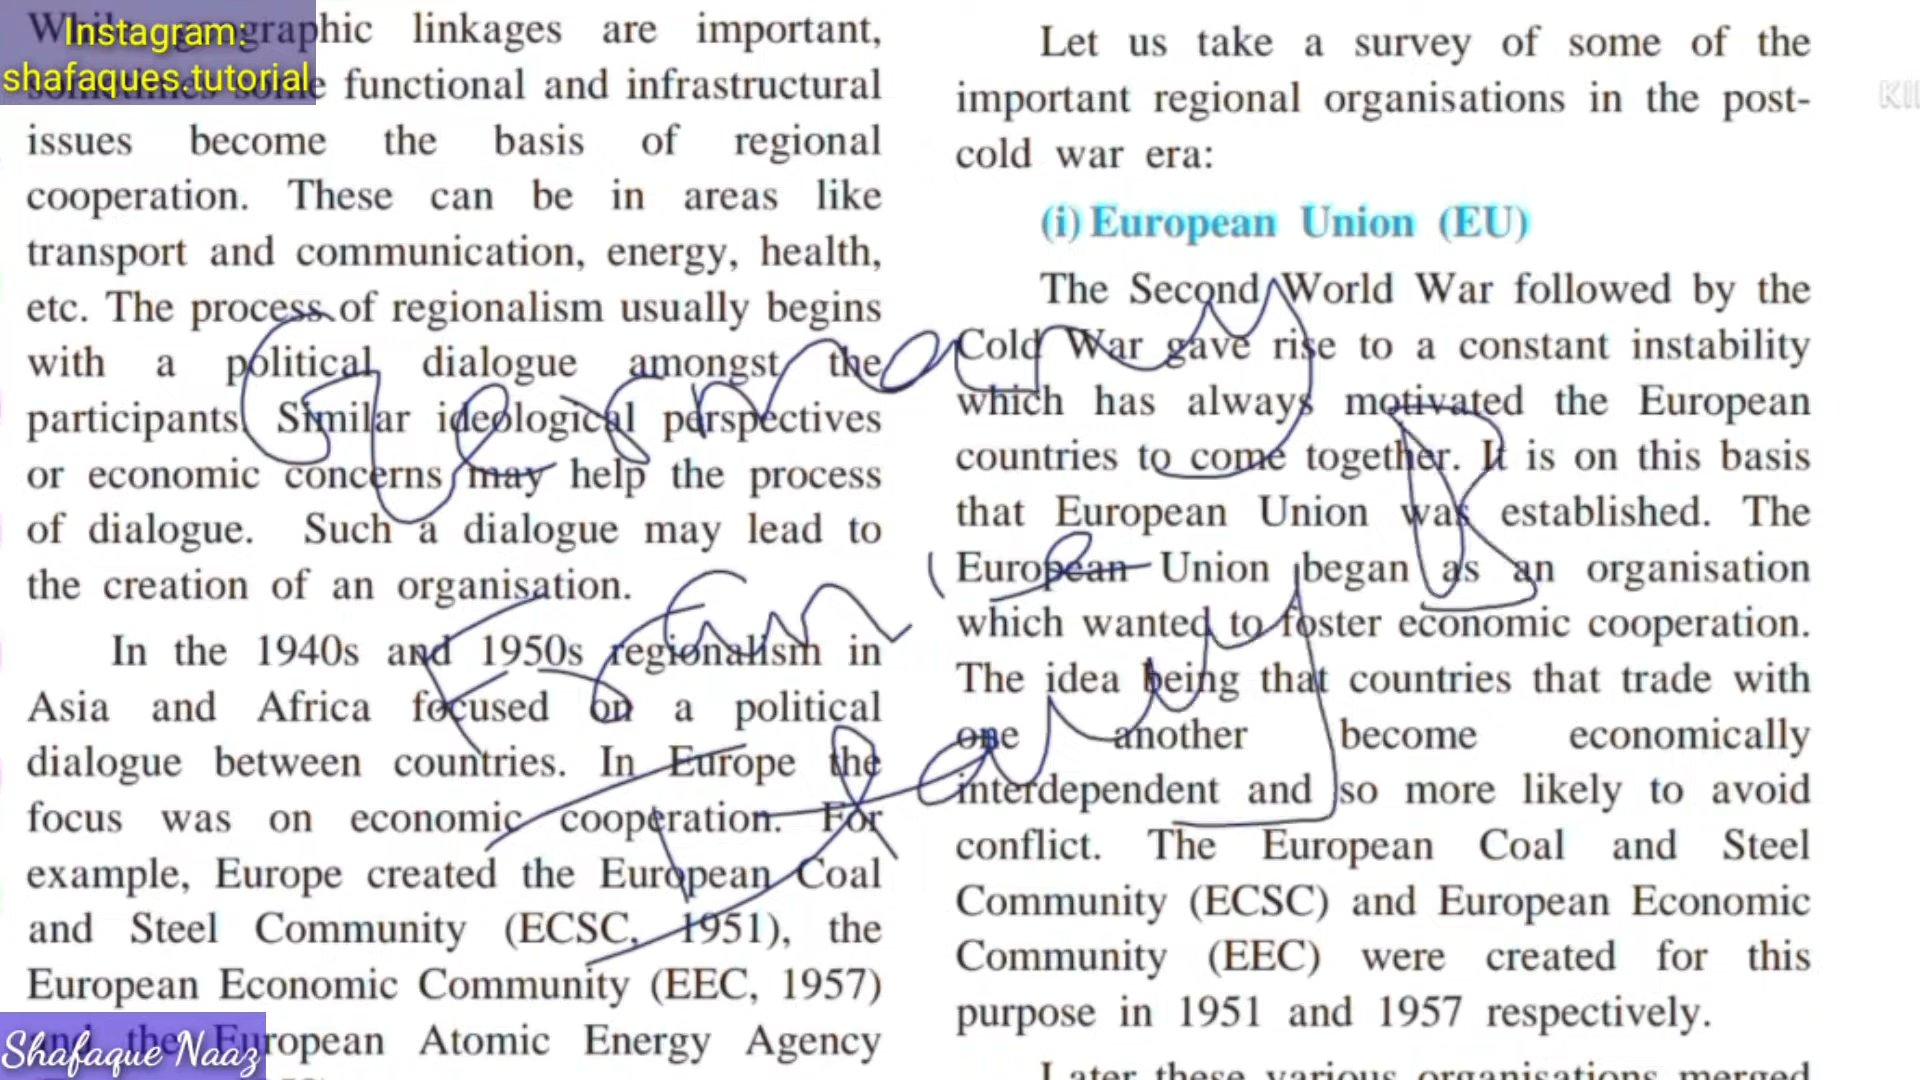 Instagram:
shafaques.tutorial
While geographic linkages are important,
sometimes some functional and infrastructural
issues become the basis of regional
cooperation. These can be in areas like
transport and communication, energy, health,
etc. The process of regionalism usually begins
with a political dialogue amongst the
participants. Similar ideological perspectives
or economic concerns may help the process
of dialogue. Such a dialogue may lead to
the creation of an organisation.
In the 1940s and 1950s regionalism in
Asia and Africa focused on a political
dialogue between countries. In Europe the
focus was on economic cooperation. For
example, Europe created the European Coal
and Steel Community (ECSC, 1951), the
European Economic Community (EEC, 1957)
and the European Atomic Energy Agency
Shafaque Naaz
Let us take a survey of some of the
important regional organisations in the post-
cold war era:
(i) European Union (EU)
The Second World War followed by the
Cold War gave rise to a constant instability
which has always motivated the European
countries to come together. It is on this basis
that European Union was established. The
European Union began as an organisation
which wanted to foster economic cooperation.
The idea being that countries that trade with
one another become economically
interdependent and so more likely to avoid
conflict. The European Coal and Steel
Community (ECSC) and European Economic
Community (EEC) were created for this
purpose in 1951 and 1957 respectively.
Later these various organisations merged
Germany
B